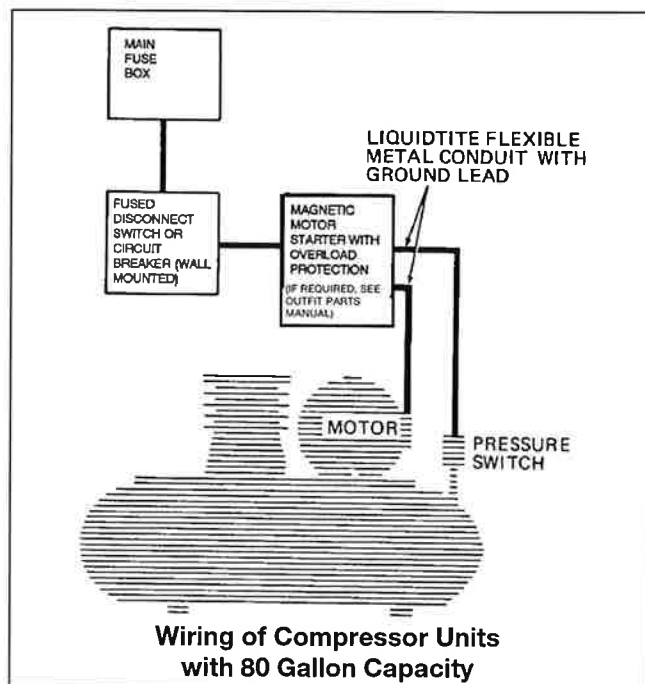 MAIN
FUSE
BOX
LIQUIDTITE FLEXIBLE
METAL CONDUIT WITH
GROUND LEAD
FUSED
DISCONNECT
SWITCH OR
CIRCUIT
BREAKER (WALL
MOUNTED)
MAGNETIC
MOTOR
STARTER WITH
OVERLOAD
PROTECTION
(IF REQUIRED, SEE
OUTFIT PARTS
MANUAL)
MOTOR
PRESSURE
SWITCH
Wiring of Compressor Units
with 80 Gallon Capacity